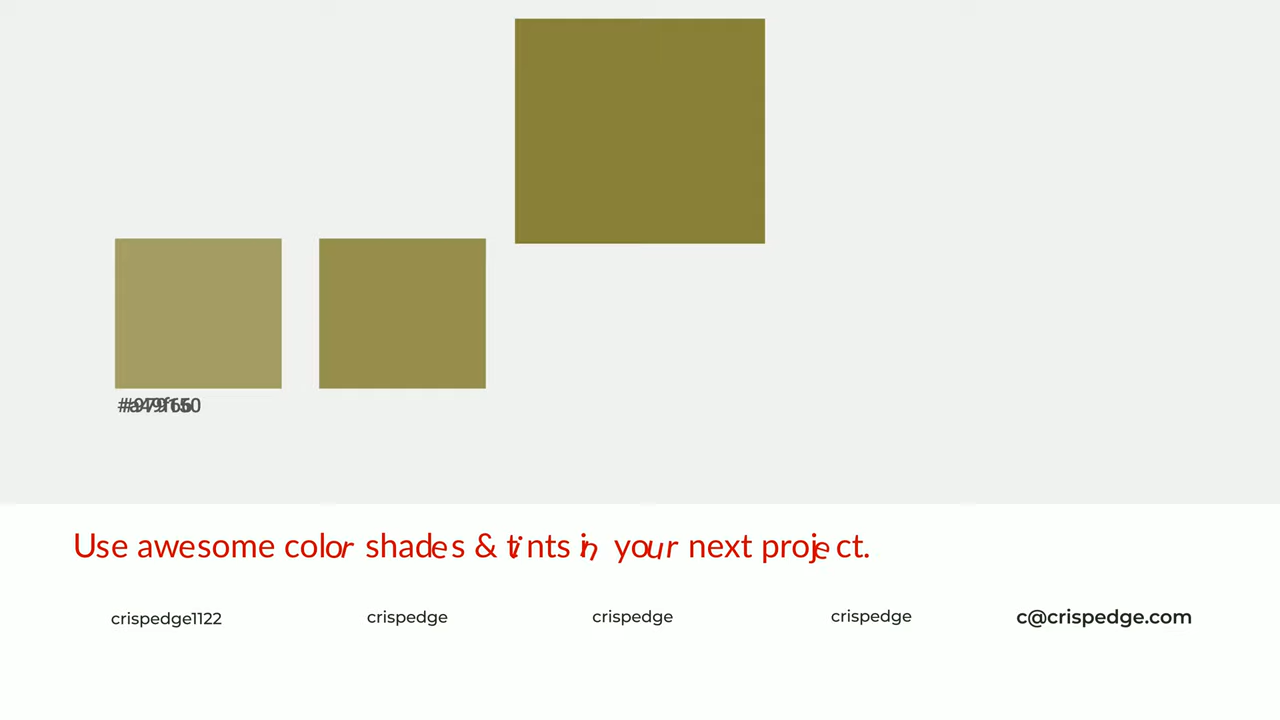 Use awesome color shades & tints in your next project.
crispedge1122 crispedge crispedge crispedge c@crispedge.com